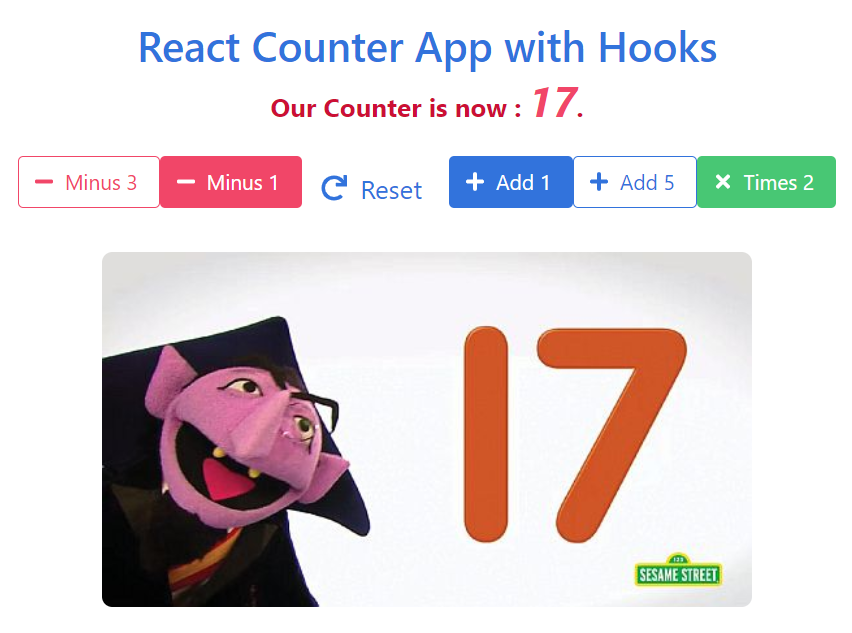 React Counter App with Hooks
Our Counter is now : 17.
Minus 3 Minus 1 Reset Add 1 Add 5 Times 2
17
123
SESAME STREET